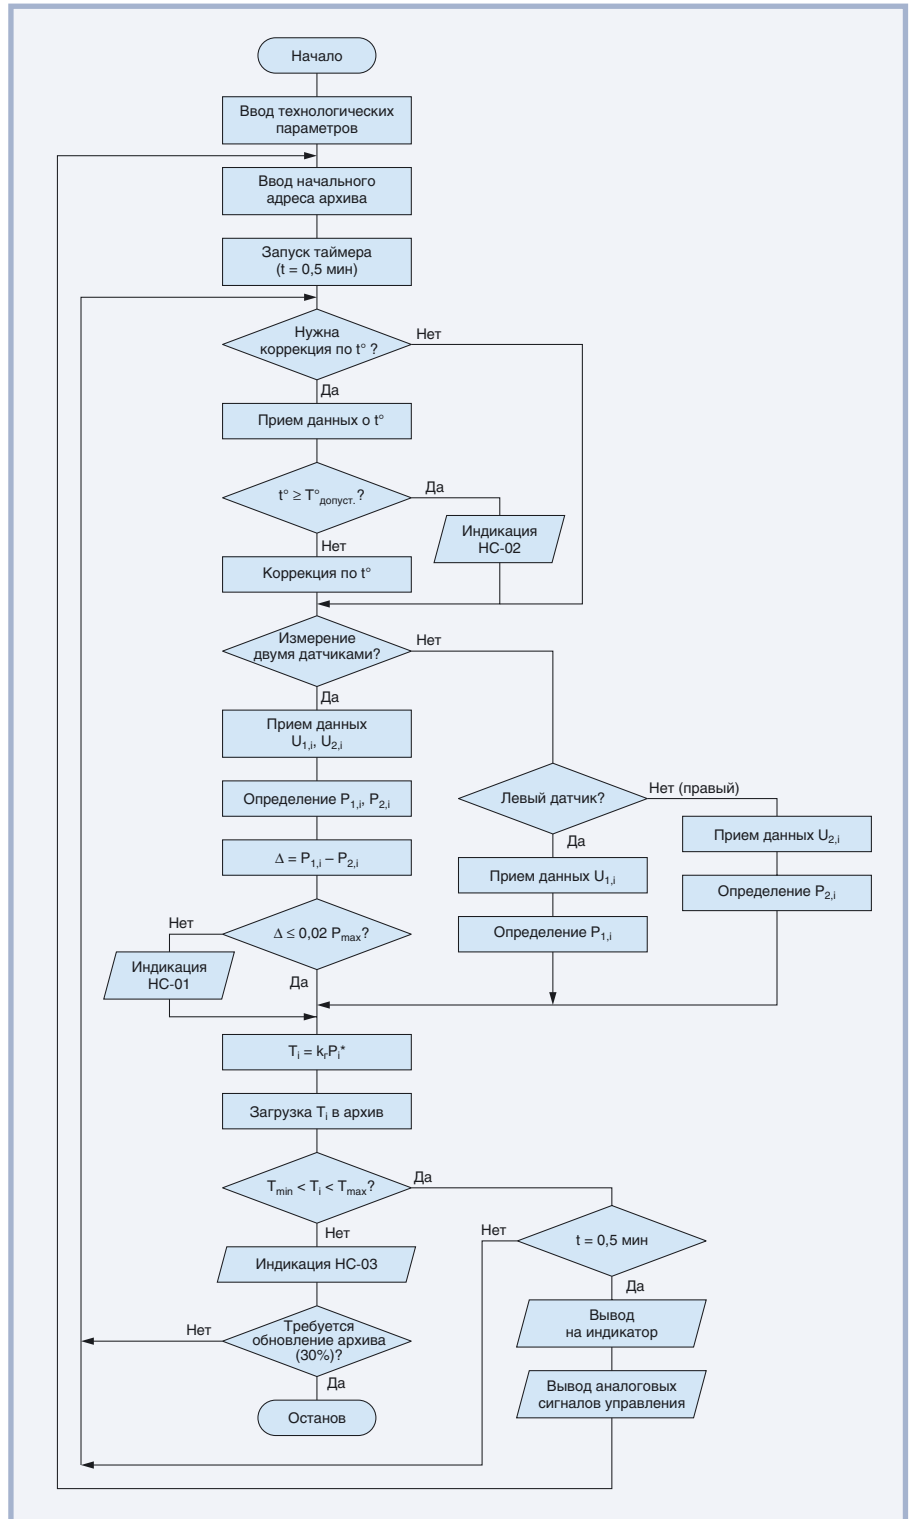 Начало
Ввод технологических
параметров
Ввод начального
адреса архива
Запуск таймера
(t = 0,5 мин)
Нужна
коррекция по t° ?
Нет
Да
Прием данных о t°
t° ≥ T°допуст.?
Да
Индикация
НС-02
Нет
Коррекция по t°
Измерение
двумя датчиками?
Нет
Да
Прием данных
U1,i, U2,i
Определение P1,i, P2,i
Δ = P1,i – P2,i
Δ ≤ 0,02 Pmax?
Нет
Индикация
НС-01
Да
Левый датчик?
Нет (правый)
Да
Прием данных U1,i
Определение P1,i
Прием данных U2,i
Определение P2,i
Ti = krPi*
Загрузка Ti в архив
Tmin < Ti < Tmax?
Да
Нет
Индикация НС-03
Требуется
обновление архива
(30%)?
Нет
Да
Останов
t = 0,5 мин
Нет
Да
Вывод
на индикатор
Вывод аналоговых
сигналов управления